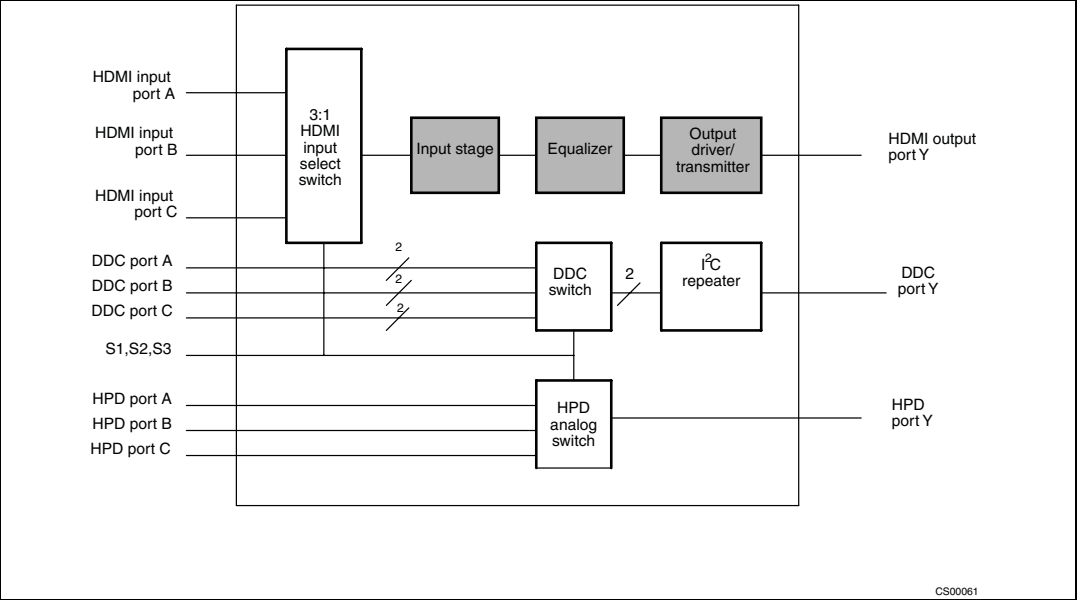 HDMI input
port A
HDMI input
port B
HDMI input
port C
3:1
HDMI
input
select
switch
Input stage
Equalizer
Output
driver/
transmitter
HDMI output
port Y
DDC port A
DDC port B
DDC port C
2
2
2
DDC
switch
2
I²C
repeater
DDC
port Y
S1,S2,S3
HPD port A
HPD port B
HPD port C
HPD
analog
switch
HPD
port Y
CS00061